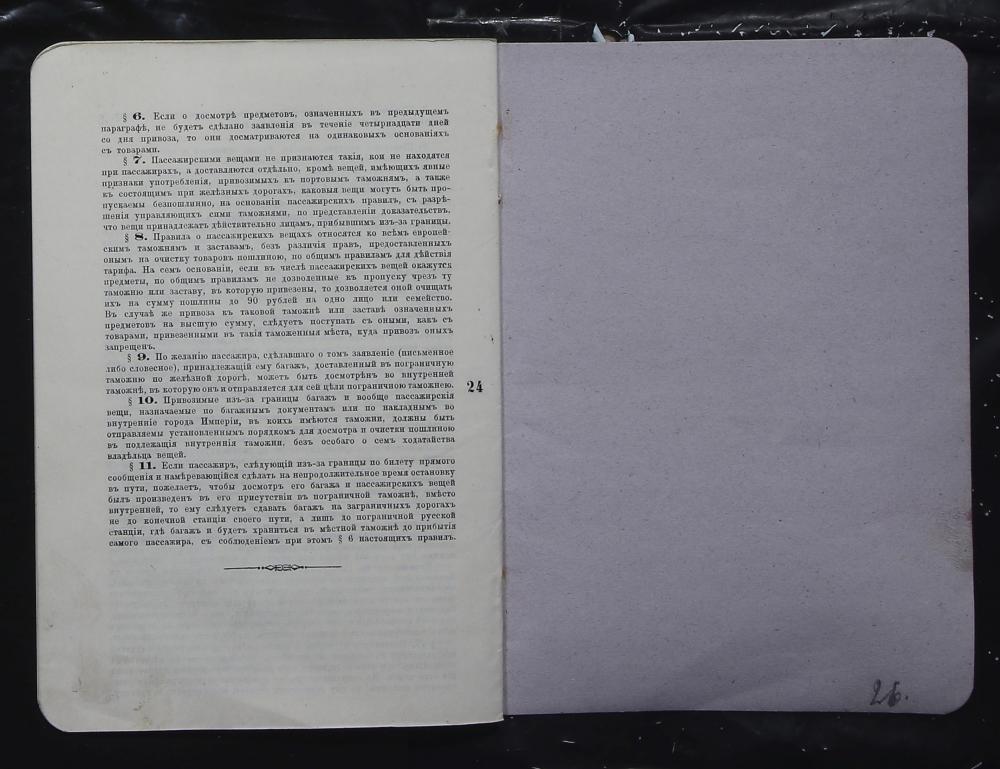 § 6. Если о досмотрѣ предметовъ, означенныхъ въ предыдущемъ
параграфѣ, не будетъ сдѣлано заявленія въ теченіе четырнадцати дней
со дня привоза, то они досматриваются на одинаковыхъ основаніяхъ
съ товарами.
§ 7. Пассажирскими вещами не признаются такія, кои не находятся
при пассажирахъ, а доставляются отдѣльно, кромѣ вещей, имѣющихъ явные
признаки употребленія, привозимыхъ къ портовымъ таможнямъ, а также
къ состоящимъ при желѣзныхъ дорогахъ, каковыя вещи могутъ быть про-
пускаемы безпошлинно, на основаніи пассажирскихъ правилъ, съ разрѣ-
шенія управляющихъ сими таможнями, по представленіи доказательствъ,
что вещи принадлежатъ дѣйствительно лицамъ, прибывшимъ изъ-за границы.
§ 8. Правила о пассажирскихъ вещахъ относятся ко всѣмъ европей-
скимъ таможнямъ и заставамъ, безъ различія правъ, предоставленныхъ
онымъ на очистку товаровъ пошлиною, по общимъ правиламъ для дѣйствія
тарифа. На семъ основаніи, если въ числѣ пассажирскихъ вещей окажутся
предметы, по общимъ правиламъ не дозволенные къ пропуску чрезъ ту
таможню или заставу, въ которую привезены, то дозволяется оной очищать
ихъ на сумму пошлины до 90 рублей на одно лицо или семейство.
Въ случаѣ же привоза къ таковой таможнѣ или заставѣ означенныхъ
предметовъ на высшую сумму, слѣдуетъ поступать съ оными, какъ съ
товарами, привезенными въ такія таможенныя мѣста, куда привозъ оныхъ
запрещенъ.
§ 9. По желанію пассажира, сдѣлавшаго о томъ заявленіе (письменное
либо словесное), принадлежащій ему багажъ, доставленный въ пограничную
таможню по желѣзной дорогѣ, можетъ быть досмотрѣнъ во внутренней
таможнѣ, въ которую онъ и отправляется для сей цѣли пограничною таможнею.
§ 10. Привозимые изъ-за границы багажъ и вообще пассажирскія
вещи, назначаемые по багажнымъ документамъ или по накладнымъ во
внутренніе города Имперіи, въ коихъ имѣются таможни, должны быть
отправляемы установленнымъ порядкомъ для досмотра и очистки пошлиною
въ подлежащія внутреннія таможни, безъ особаго о семъ ходатайства
владѣльца вещей.
§ 11. Если пассажиръ, слѣдующій изъ-за границы по билету прямого
сообщенія и намѣревающійся сдѣлать на непродолжительное время остановку
въ пути, пожелаетъ, чтобы досмотръ его багажа и пассажирскихъ вещей
былъ произведенъ въ его присутствіи въ пограничной таможнѣ, вмѣсто
внутренней, то ему слѣдуетъ сдавать багажъ на заграничныхъ дорогахъ
не до конечной станціи своего пути, а лишь до пограничной русской
станціи, гдѣ багажъ и будетъ храниться въ мѣстной таможнѣ до прибытія
самого пассажира, съ соблюденіемъ при этомъ § 6 настоящихъ правилъ.
24
26.